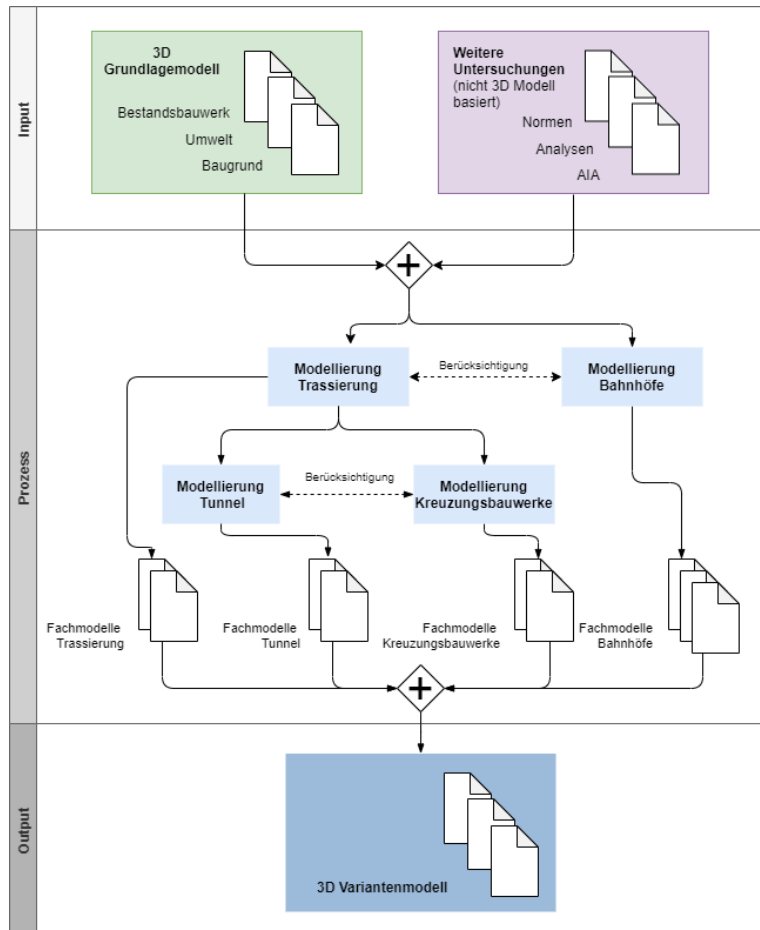 Input
3D
Grundlagemodell
Bestandsbauwerk
Umwelt
Baugrund
Weitere
Untersuchungen
(nicht 3D Modell
basiert)
Normen
Analysen
AIA
Prozess
Modellierung
Trassierung
Berücksichtigung
Modellierung
Bahnhöfe
Modellierung
Tunnel
Berücksichtigung
Modellierung
Kreuzungsbauwerke
Fachmodelle
Trassierung
Fachmodelle
Tunnel
Fachmodelle
Kreuzungsbauwerke
Fachmodelle
Bahnhöfe
Output
3D Variantenmodell